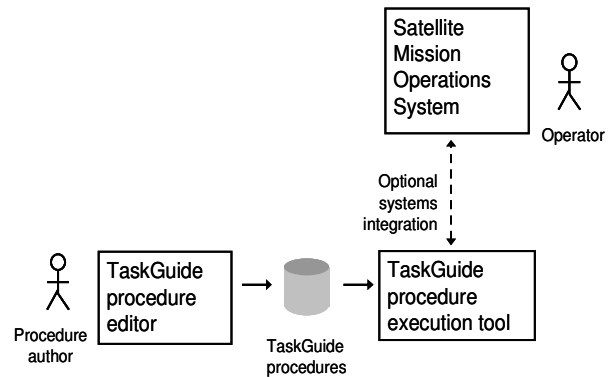 Satellite
Mission
Operations
System
Operator
Optional
systems
integration
TaskGuide
procedure
editor
TaskGuide
procedure
execution tool
Procedure
author
TaskGuide
procedures